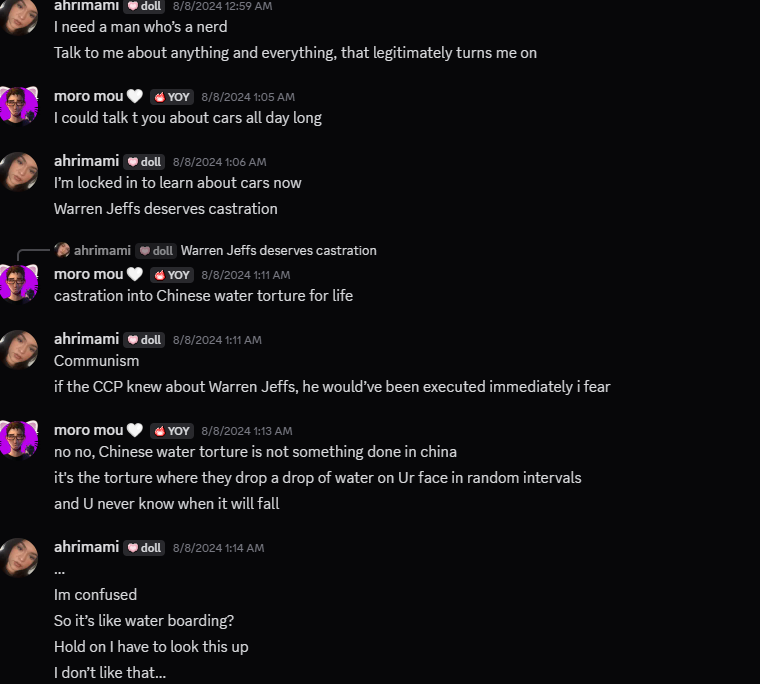 ahrimami doll 8/8/2024 12:59 AM
I need a man who's a nerd
Talk to me about anything and everything, that legitimately turns me on
moro mou🤍 YOY 8/8/2024 1:05 AM
I could talk t you about cars all day long
ahrimami doll 8/8/2024 1:06 AM
I'm locked in to learn about cars now
Warren Jeffs deserves castration
ahrimami doll Warren Jeffs deserves castration
moro mou🤍 YOY 8/8/2024 1:11 AM
castration into Chinese water torture for life
ahrimami doll 8/8/2024 1:11 AM
Communism
if the CCP knew about Warren Jeffs, he would've been executed immediately i fear
moro mou🤍 YOY 8/8/2024 1:13 AM
no no, Chinese water torture is not something done in china
it's the torture where they drop a drop of water on Ur face in random intervals
and U never know when it will fall
ahrimami doll 8/8/2024 1:14 AM
...
Im confused
So it's like water boarding?
Hold on I have to look this up
I don't like that...